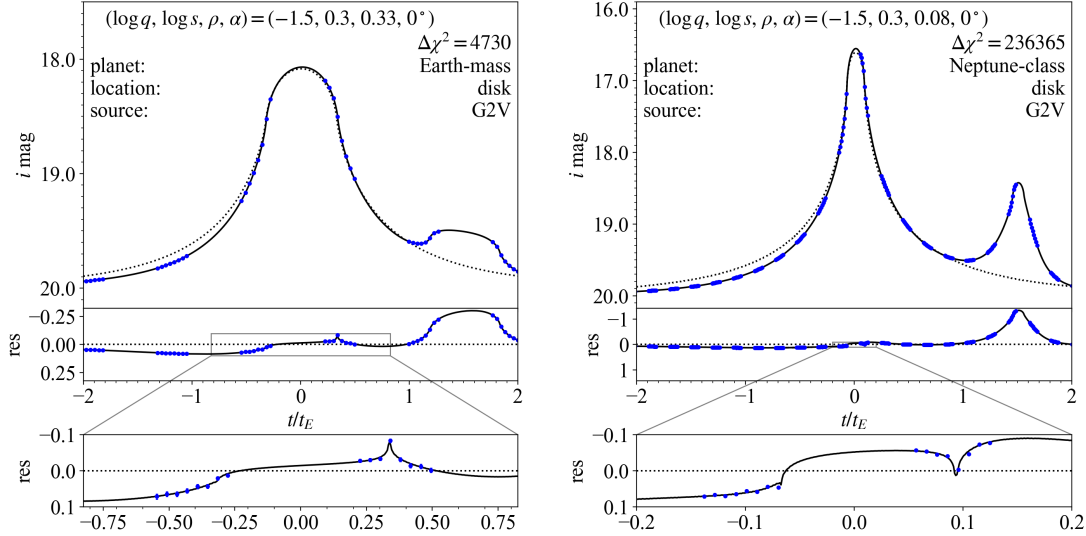 (log q, log s, ρ, α) = (−1.5, 0.3, 0.33, 0°)
Δχ² = 4730
planet: Earth-mass
location: disk
source: G2V
18.0
19.0
20.0
i mag
−0.25
0.00
0.25
res
−2 −1 0 1 2
t/t_E
−0.1
0.0
0.1
res
−0.75 −0.50 −0.25 0.00 0.25 0.50 0.75
(log q, log s, ρ, α) = (−1.5, 0.3, 0.08, 0°)
Δχ² = 236365
planet: Neptune-class
location: disk
source: G2V
16.0
17.0
18.0
19.0
20.0
i mag
−1
0
1
res
−2 −1 0 1 2
t/t_E
−0.1
0.0
0.1
res
−0.2 −0.1 0.0 0.1 0.2